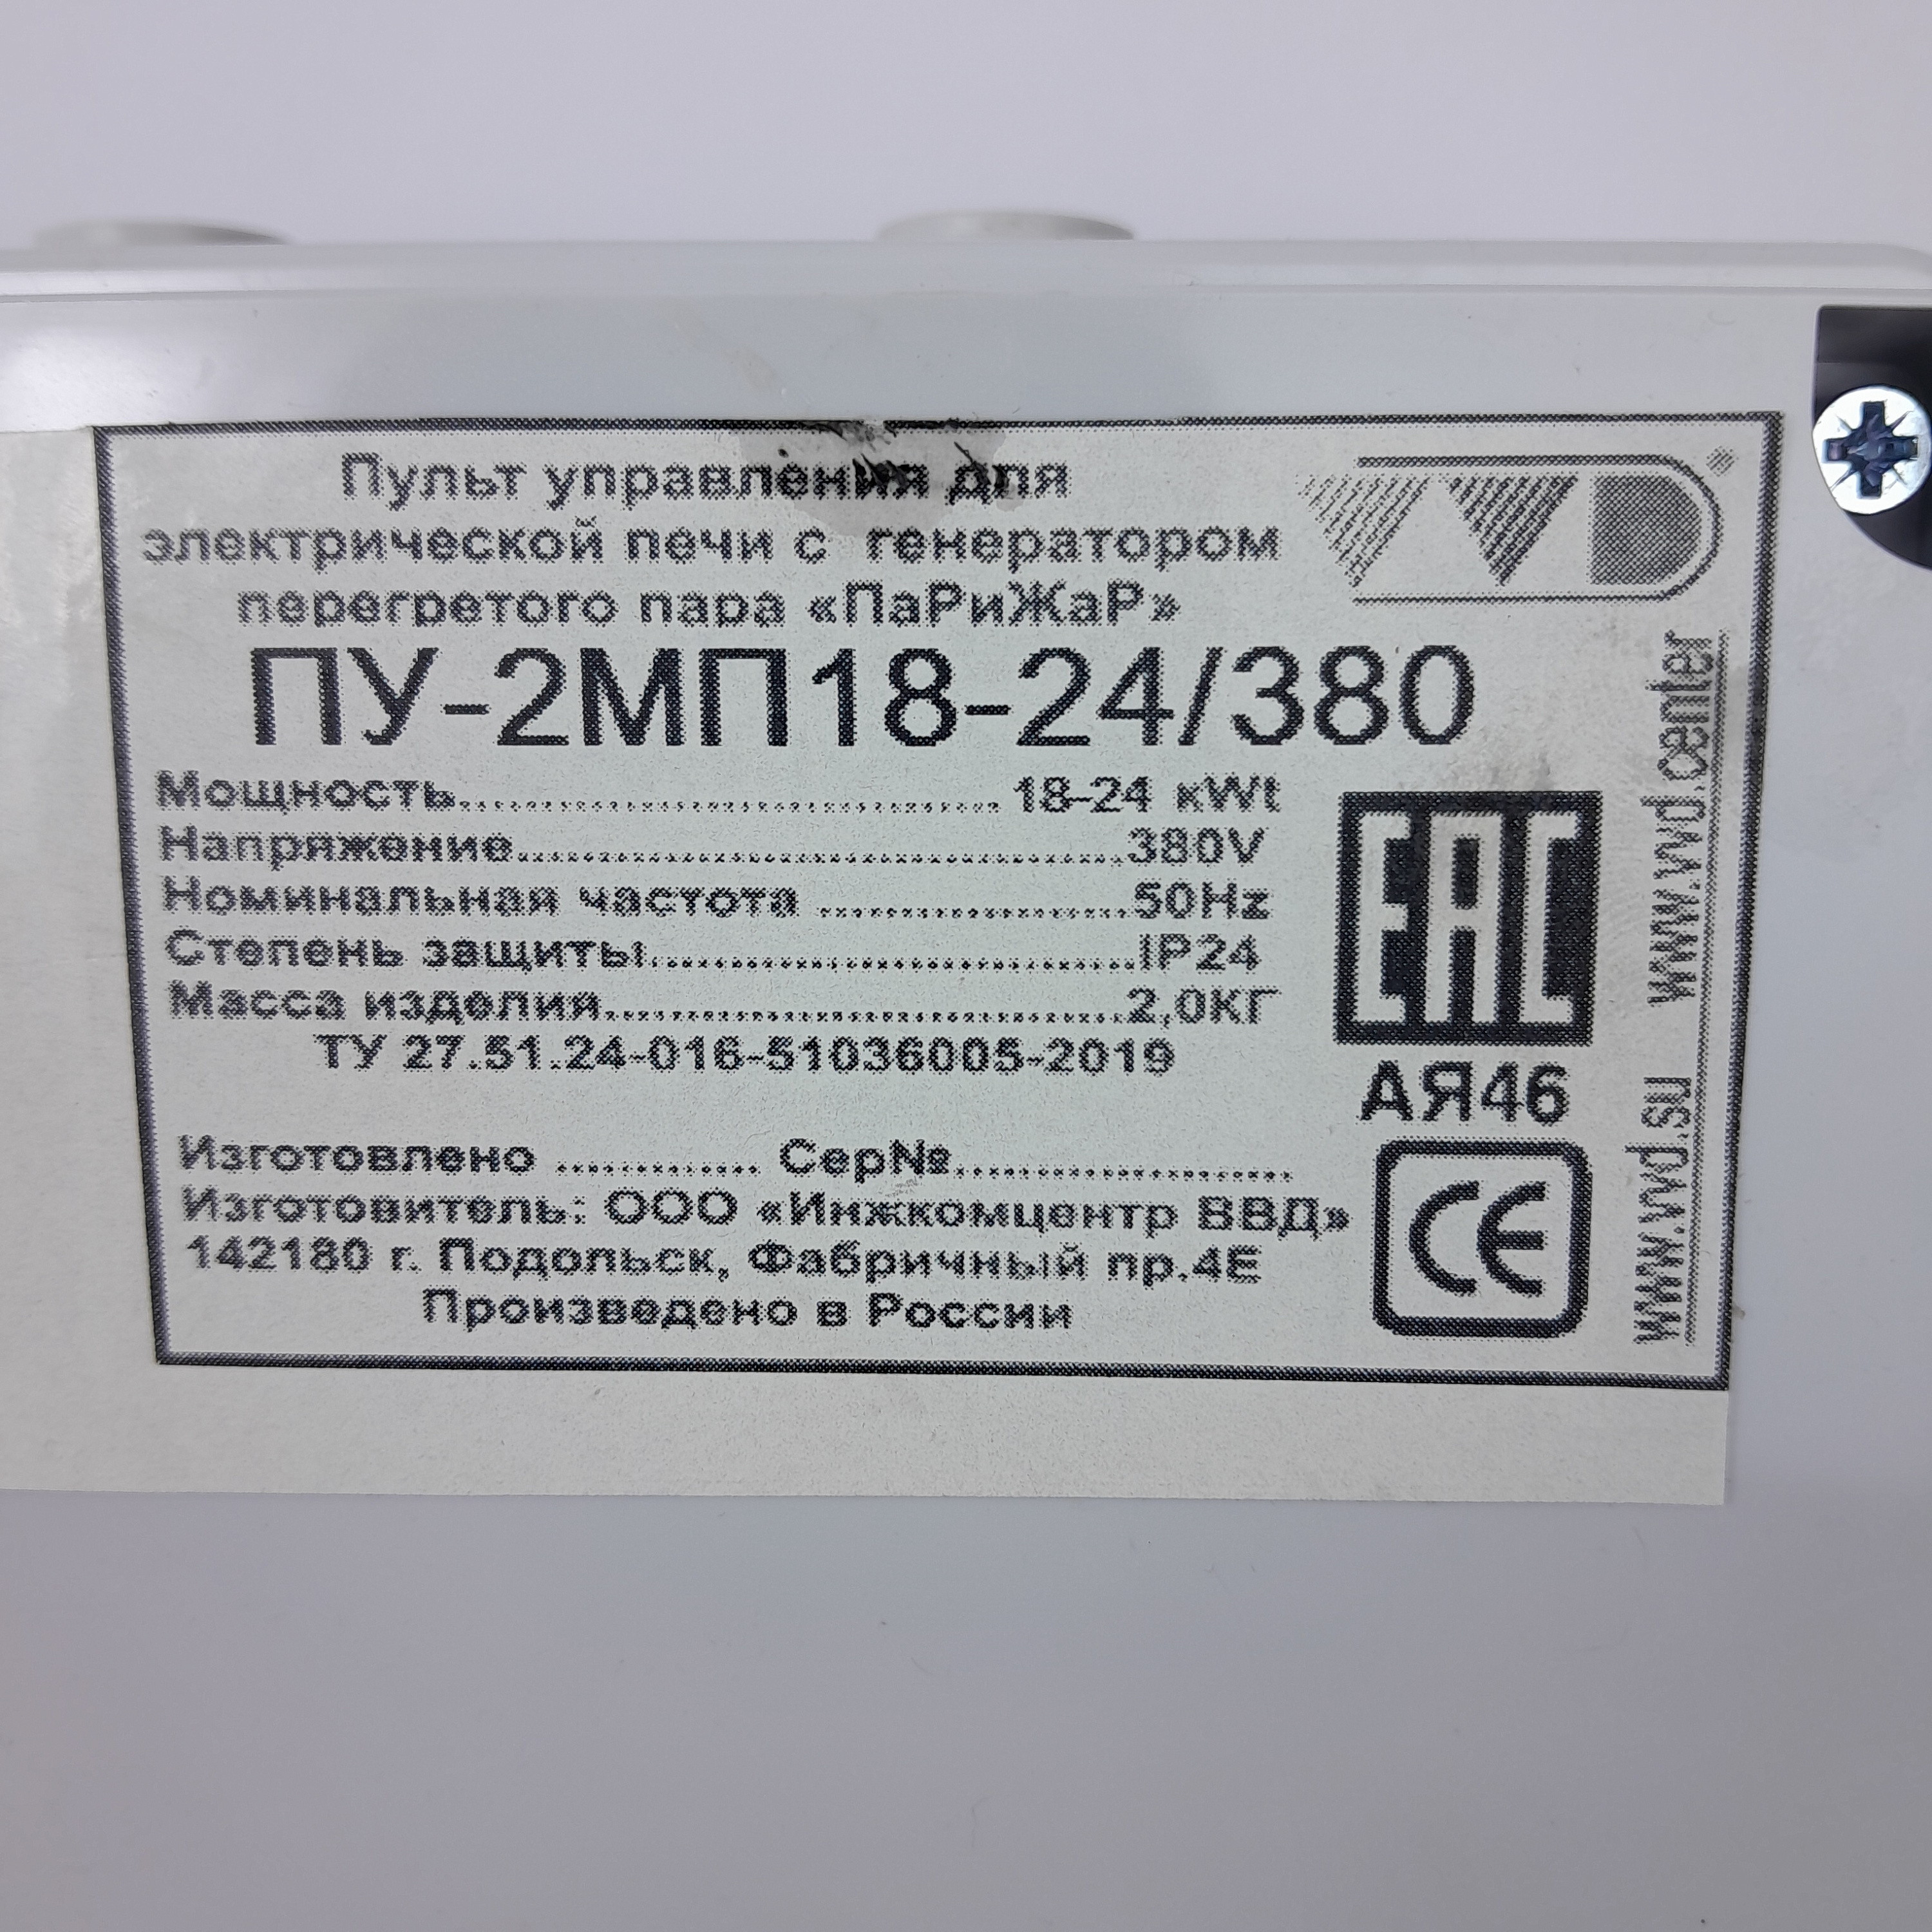 Пульт управления для
электрической печи с генератором
перегретого пара «ПаРиЖаР»
VVD
ПУ-2МП18-24/380
Мощность.................................. 18-24 кWt
Напряжение.............................................380V
Номинальная частота .......................50Hz
Степень защиты....................................IP24
Масса изделия.......................................2,0КГ
ТУ 27.51.24-016-51036005-2019
Изготовлено .............. Сер№.........................
Изготовитель: ООО «Инжкомцентр ВВД»
142180 г. Подольск, Фабричный пр.4Е
Произведено в России
EAC
АЯ46
CE
www.vvd.su www.vvd.center